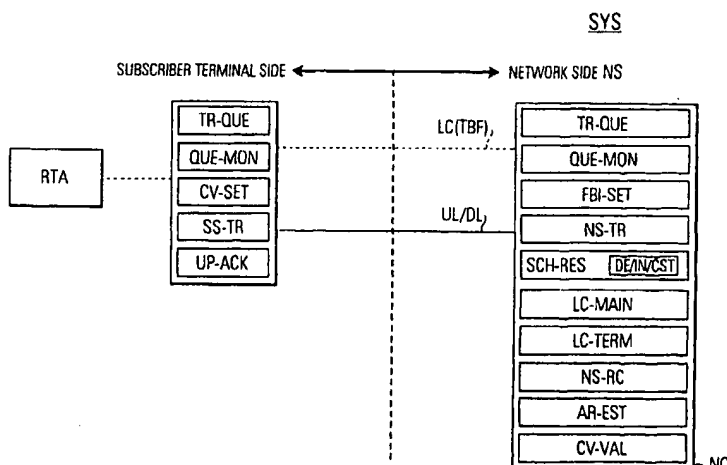 SYS
SUBSCRIBER TERMINAL SIDE
NETWORK SIDE NS
RTA
TR-QUE
QUE-MON
CV-SET
SS-TR
UP-ACK
LC(TBF)
UL/DL
TR-QUE
QUE-MON
FBI-SET
NS-TR
SCH-RES DE/IN/CST
LC-MAIN
LC-TERM
NS-RC
AR-EST
CV-VAL